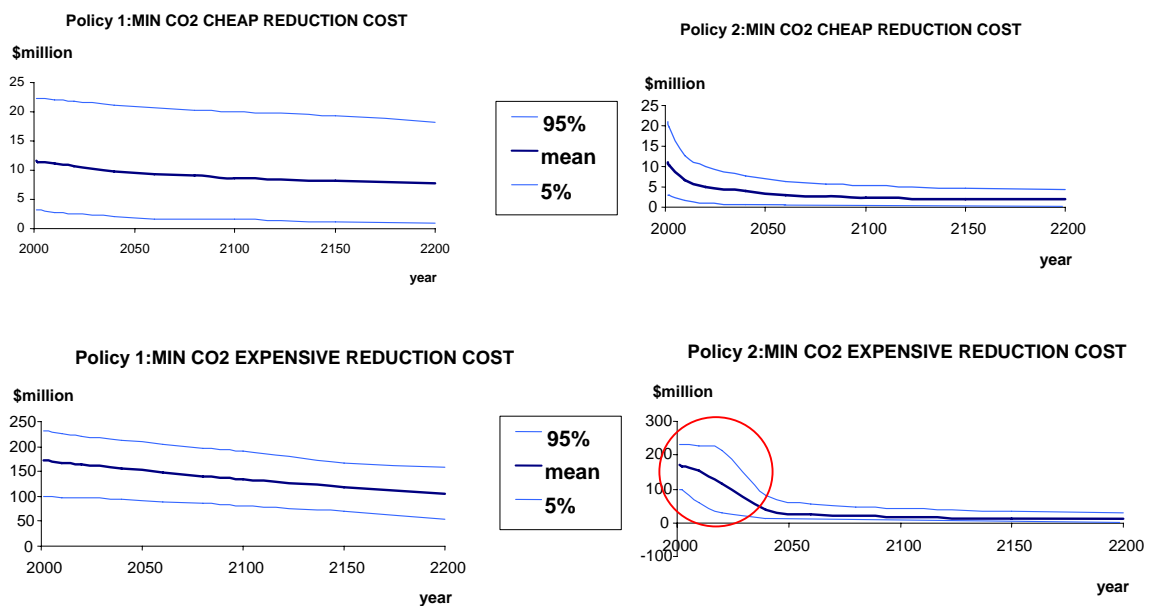 Policy 1:MIN CO2 CHEAP REDUCTION COST
$million
25
20
15
10
5
0
2000 2050 2100 2150 2200
year
95%
mean
5%
Policy 2:MIN CO2 CHEAP REDUCTION COST
$million
25
20
15
10
5
0
2000 2050 2100 2150 2200
year
Policy 1:MIN CO2 EXPENSIVE REDUCTION COST
$million
250
200
150
100
50
0
2000 2050 2100 2150 2200
year
95%
mean
5%
Policy 2:MIN CO2 EXPENSIVE REDUCTION COST
$million
300
200
100
0
-100
2000 2050 2100 2150 2200
year